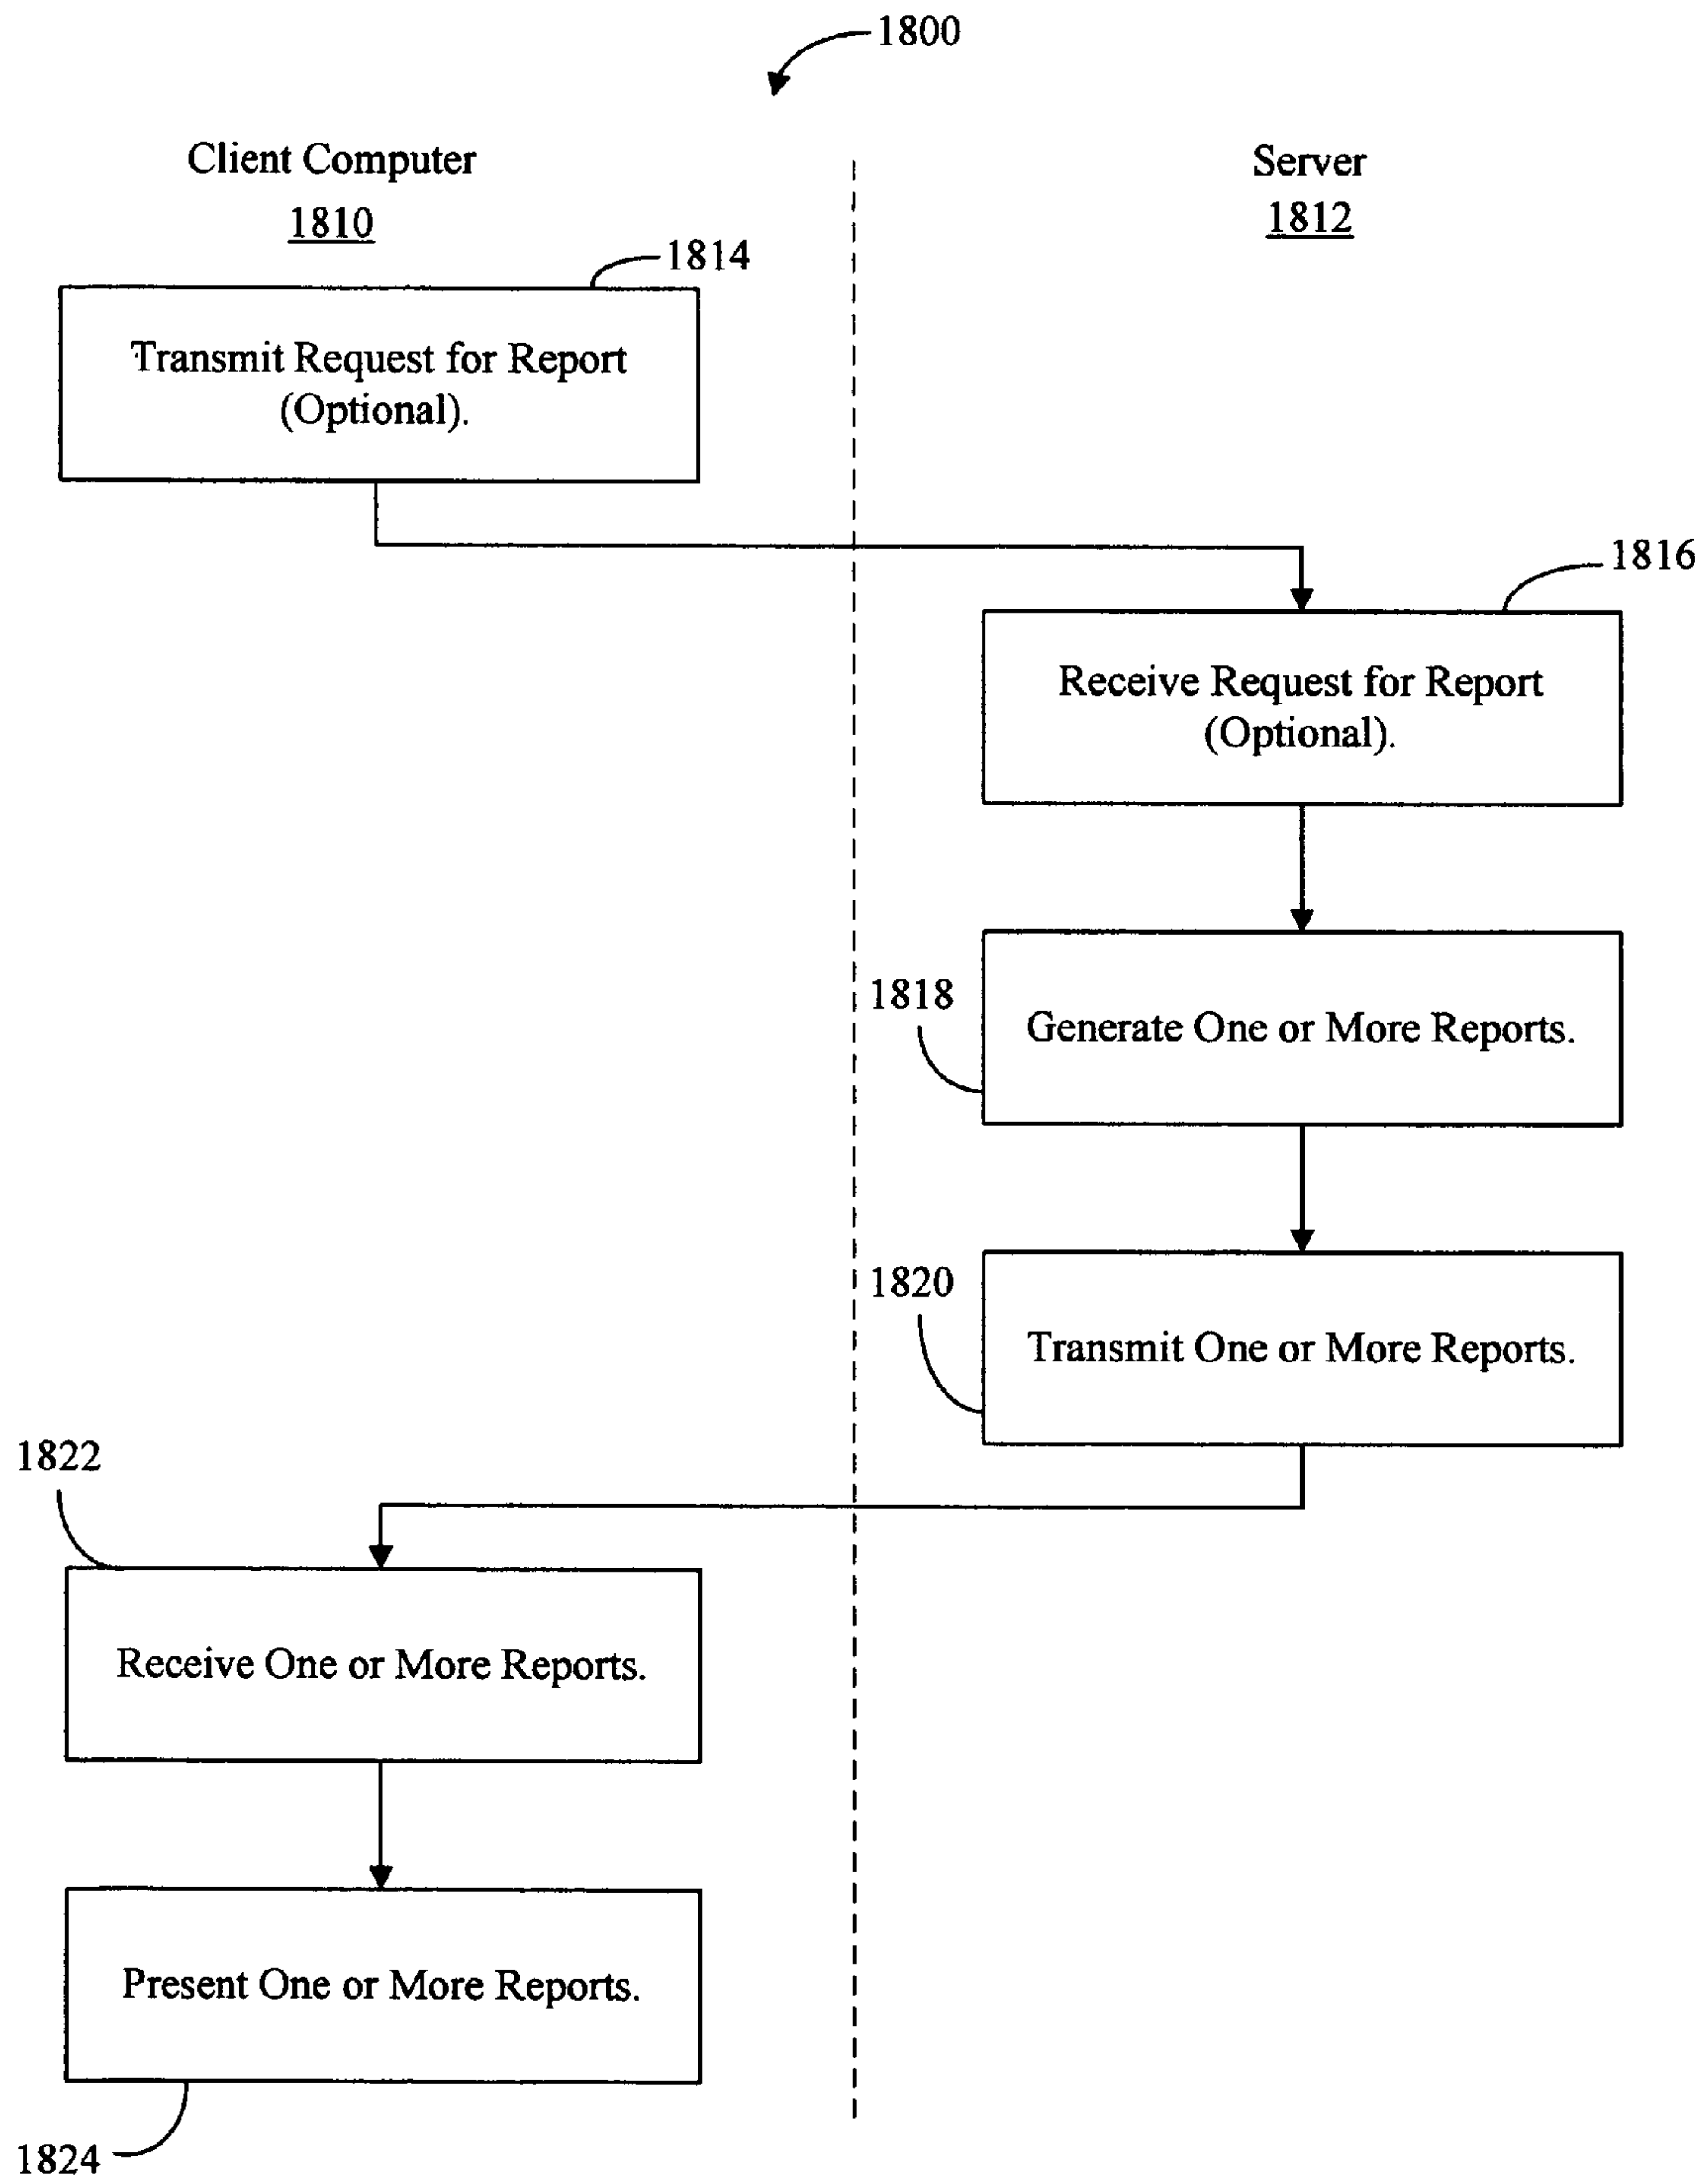 1800
Client Computer
1810
Server
1812
1814
Transmit Request for Report
(Optional).
1816
Receive Request for Report
(Optional).
1818
Generate One or More Reports.
1820
Transmit One or More Reports.
1822
Receive One or More Reports.
Present One or More Reports.
1824